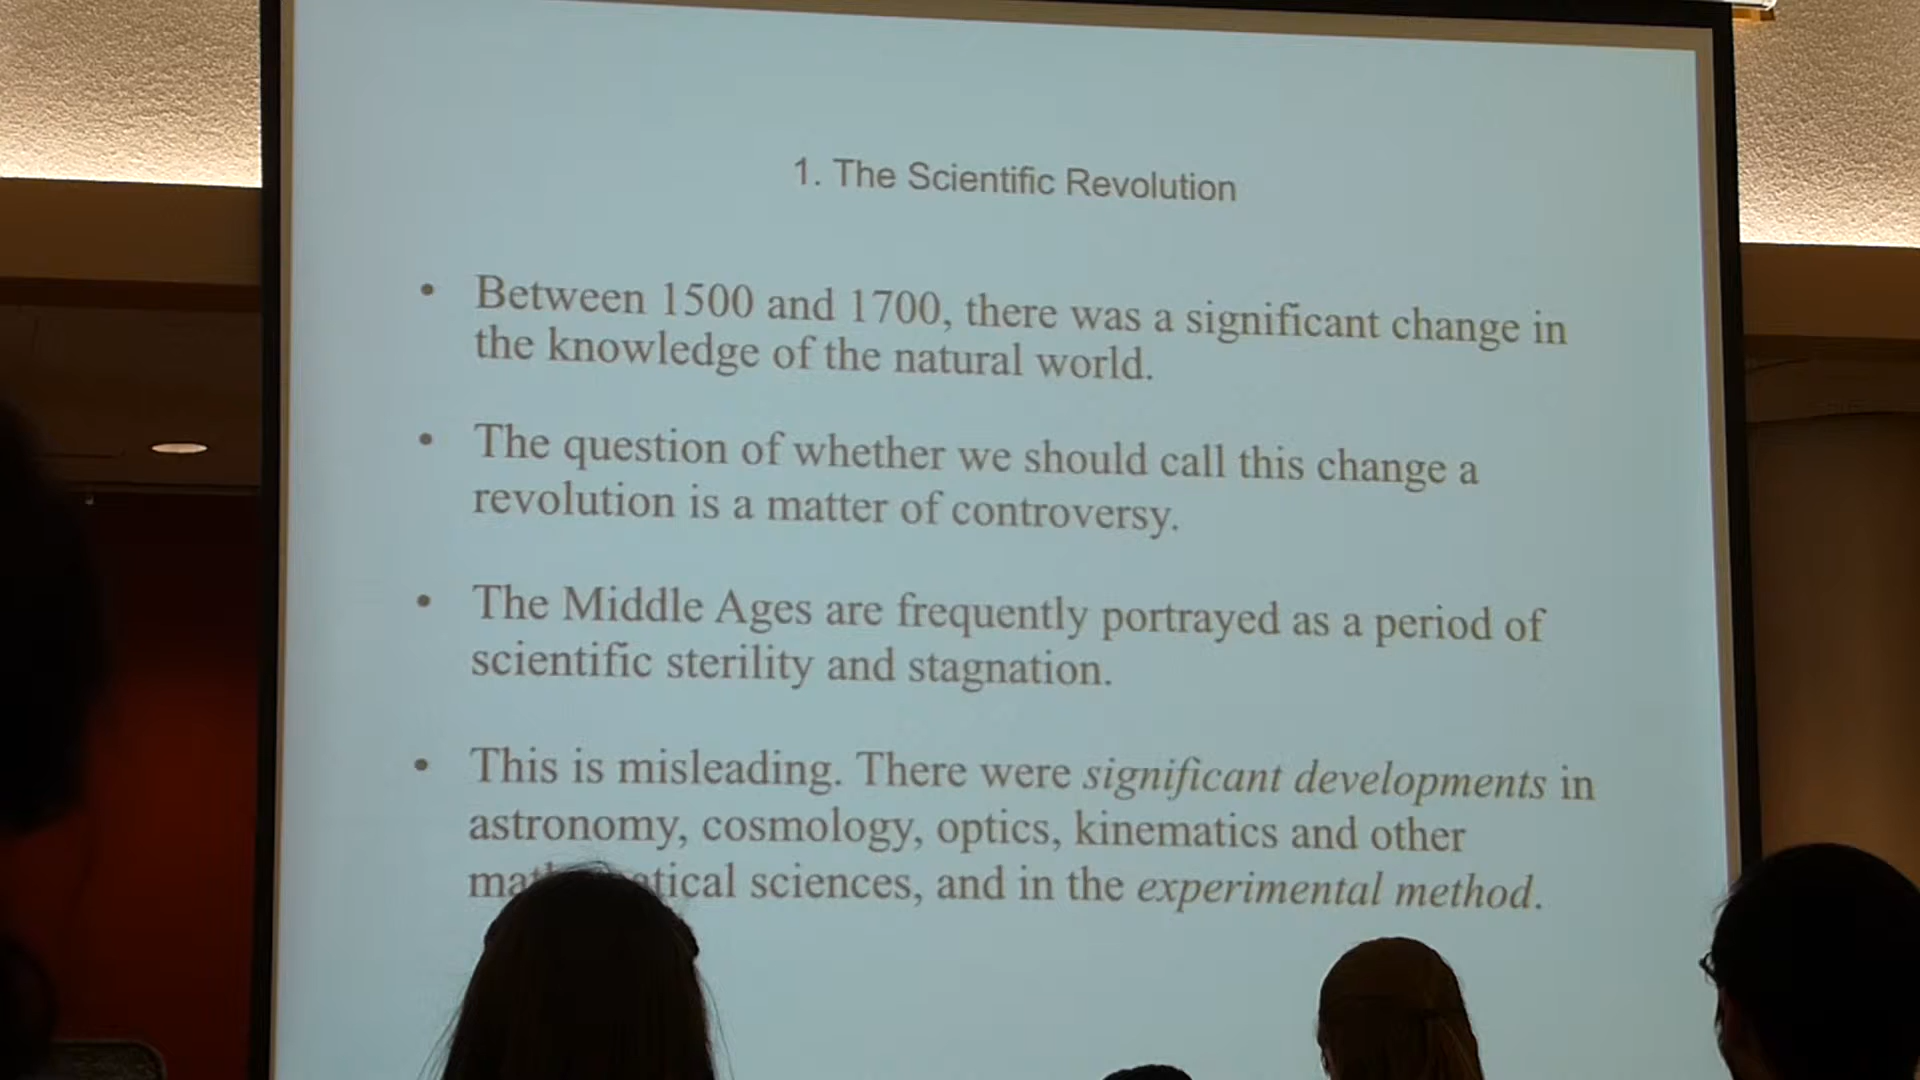 1. The Scientific Revolution
• Between 1500 and 1700, there was a significant change in
the knowledge of the natural world.
• The question of whether we should call this change a
revolution is a matter of controversy.
• The Middle Ages are frequently portrayed as a period of
scientific sterility and stagnation.
• This is misleading. There were significant developments in
astronomy, cosmology, optics, kinematics and other
sciences, and in the experimental method.